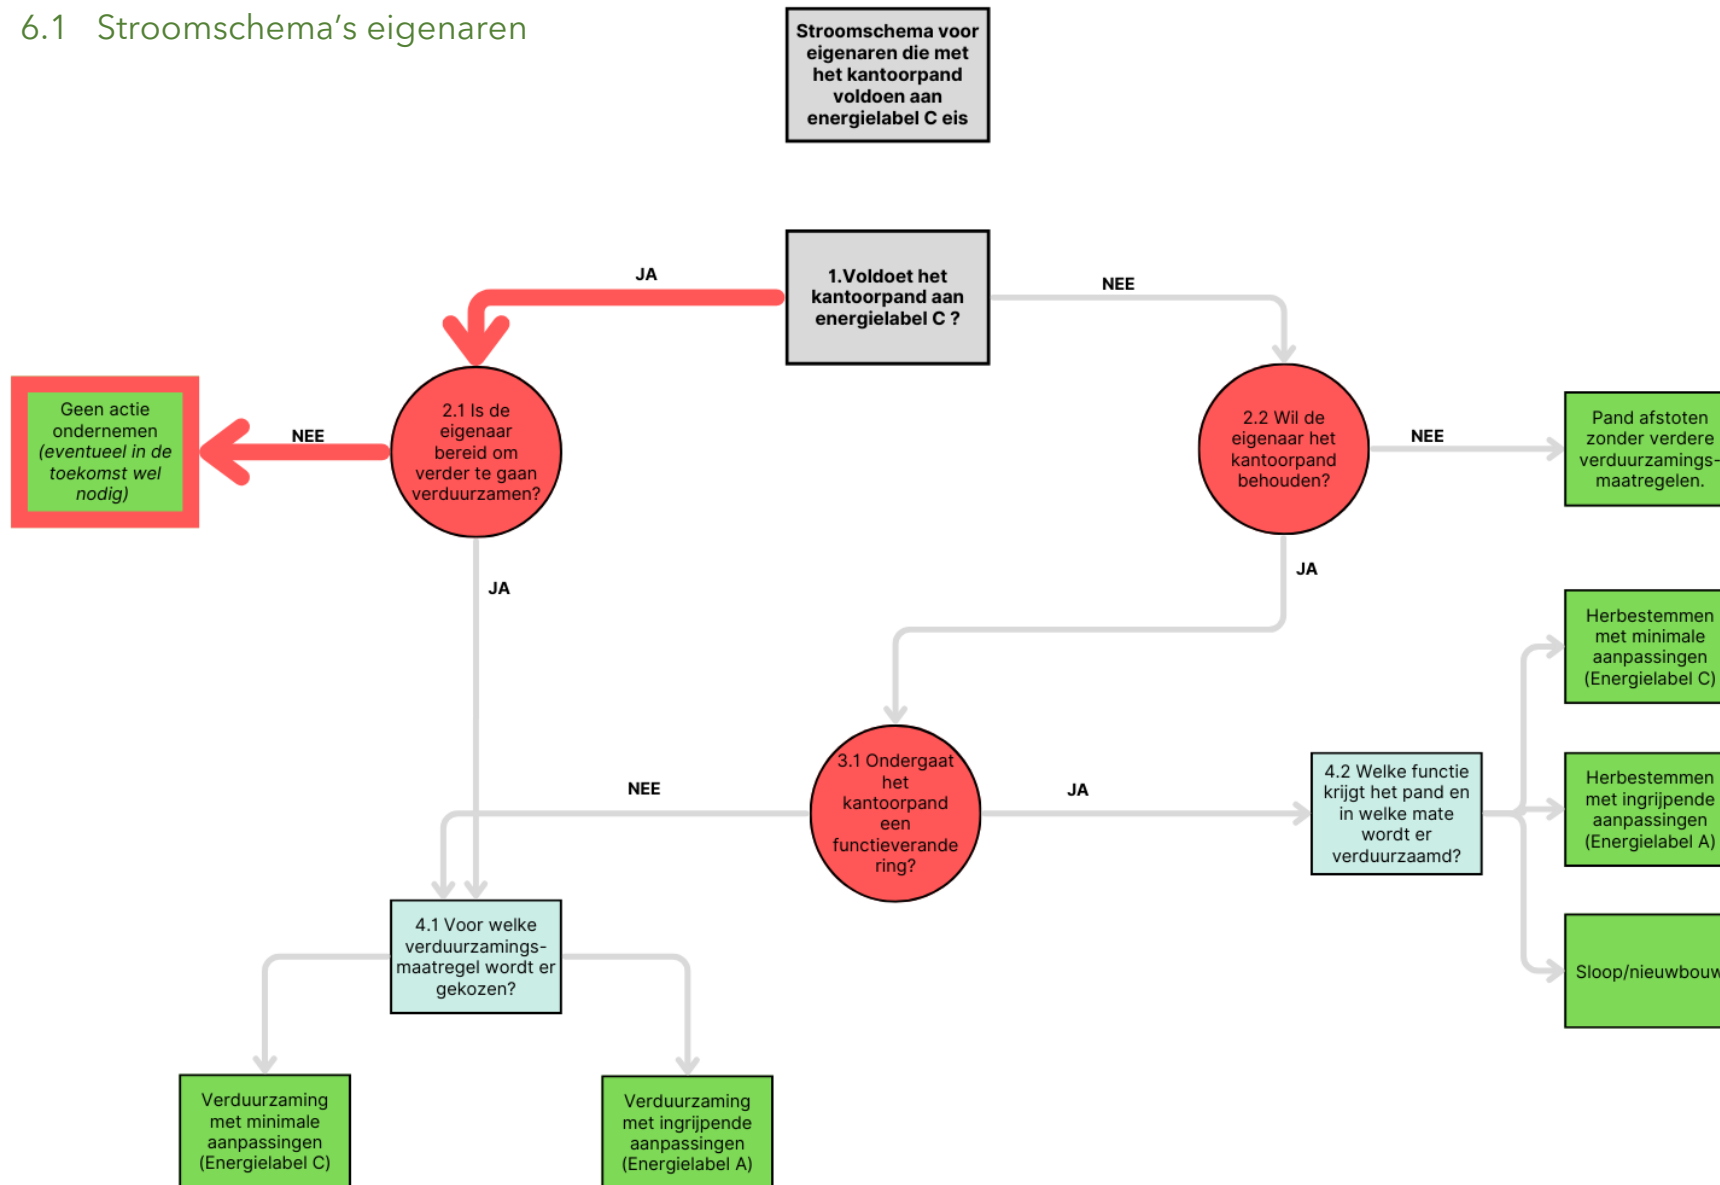 6.1 Stroomschema’s eigenaren
Stroomschema voor
eigenaren die met
het kantoorpand
voldoen aan
energielabel C eis
1.Voldoet het
kantoorpand aan
energielabel C ?
JA
NEE
2.1 Is de
eigenaar
bereid om
verder te gaan
verduurzamen?
NEE
Geen actie
ondernemen
(eventueel in de
toekomst wel
nodig)
JA
2.2 Wil de
eigenaar het
kantoorpand
behouden?
NEE
Pand afstoten
zonder verdere
verduurzamings-
maatregelen.
JA
3.1 Ondergaat
het
kantoorpand
een
functieverande
ring?
NEE
JA
4.2 Welke functie
krijgt het pand en
in welke mate
wordt er
verduurzaamd?
Herbestemmen
met minimale
aanpassingen
(Energielabel C)
Herbestemmen
met ingrijpende
aanpassingen
(Energielabel A)
Sloop/nieuwbouw
4.1 Voor welke
verduurzamings-
maatregel wordt er
gekozen?
Verduurzaming
met minimale
aanpassingen
(Energielabel C)
Verduurzaming
met ingrijpende
aanpassingen
(Energielabel A)